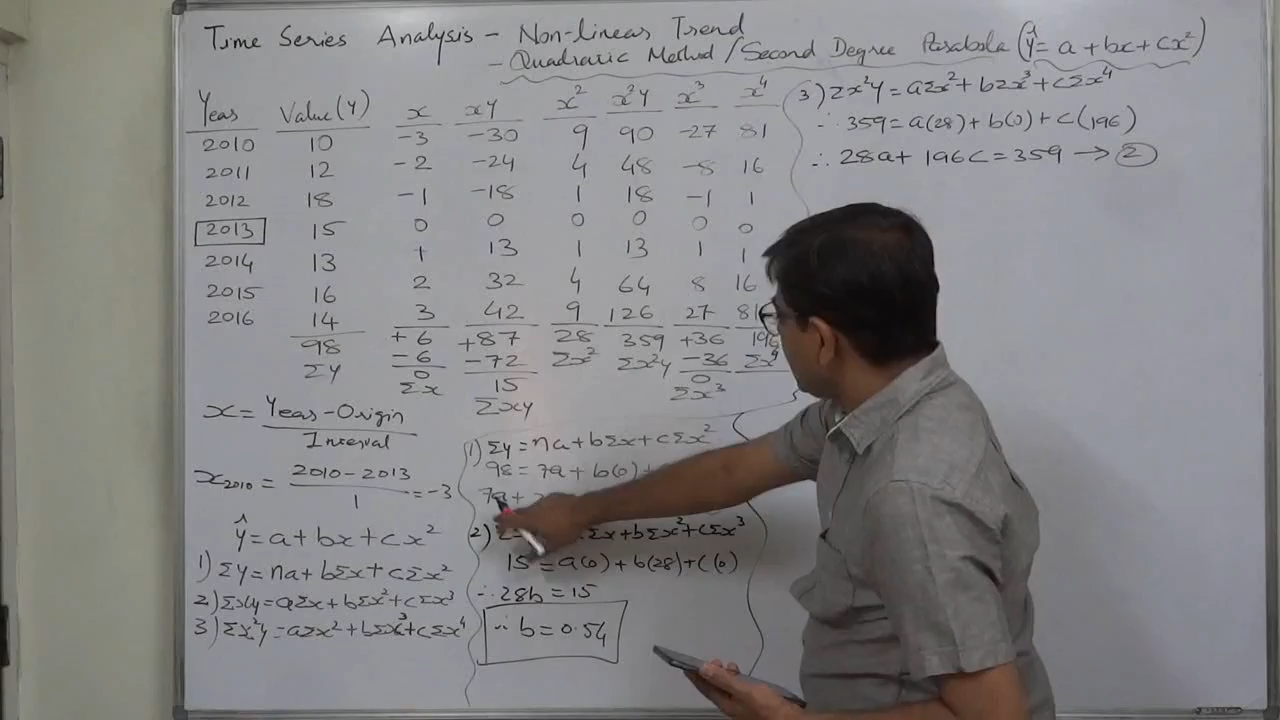 Time Series Analysis - Non-linear Trend
- Quadratic Method / Second Degree Parabola (ŷ = a + bx + cx²)
Years Value (Y) x xy x² x²y x³ x⁴
2010 10 -3 -30 9 90 -27 81
2011 12 -2 -24 4 48 -8 16
2012 18 -1 -18 1 18 -1 1
2013 15 0 0 0 0 0 0
2014 13 1 13 1 13 1 1
2015 16 2 32 4 64 8 16
2016 14 3 42 9 126 27 81
98 +6 +87 28 359 +36 196
Σy -6 -72 Σx² Σx²y -36 Σx⁴
0 15 0
Σx Σxy Σx³
x = Years - Origin
Interval
x2010 = 2010 - 2013
1
= -3
ŷ = a + bx + cx²
1) Σy = na + bΣx + cΣx²
2) Σxy = aΣx + bΣx² + cΣx³
3) Σx²y = aΣx² + bΣx³ + cΣx⁴
1) Σy = na + bΣx + cΣx²
98 = 7a + b(0) +
7a +
2) Σx + bΣx² + cΣx³
15 = a(0) + b(28) + c(0)
∴ 28b = 15
∴ b = 0.54
3) Σx²y = aΣx² + bΣx³ + cΣx⁴
∴ 359 = a(28) + b(0) + c(196)
∴ 28a + 196c = 359 → 2